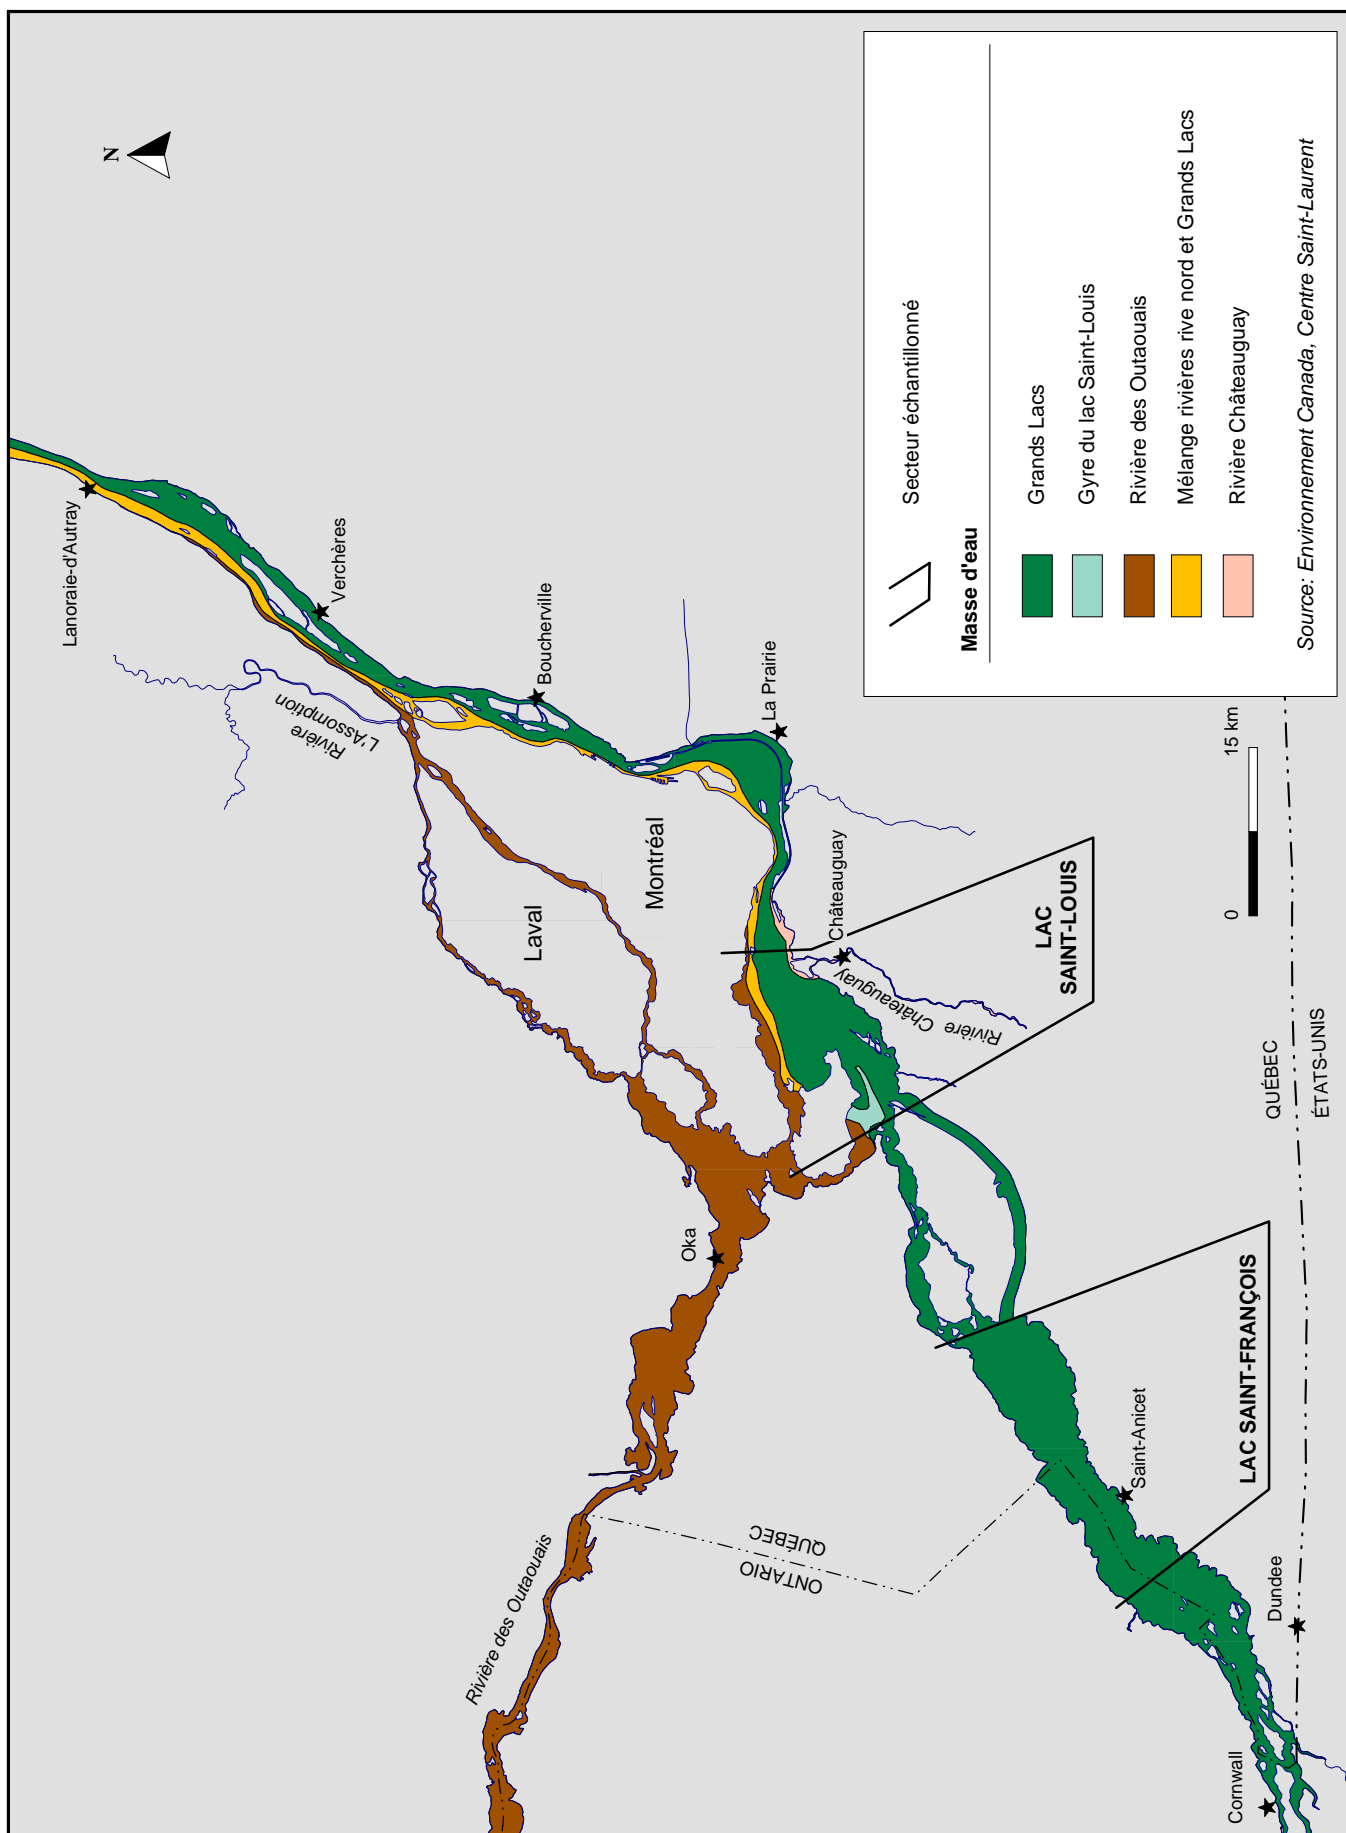 N
Lanoraie-d'Autray
Verchères
Rivière
L'Assomption
Boucherville
La Prairie
Montréal
Laval
Châteauguay
Rivière Châteauguay
LAC
SAINT-LOUIS
Oka
Rivière des Outaouais
QUÉBEC
ONTARIO
LAC SAINT-FRANÇOIS
Saint-Anicet
Dundee
Cornwall
QUÉBEC
ÉTATS-UNIS
0 15 km
Secteur échantillonné
Masse d'eau
Grands Lacs
Gyre du lac Saint-Louis
Rivière des Outaouais
Mélange rivières rive nord et Grands Lacs
Rivière Châteauguay
Source: Environnement Canada, Centre Saint-Laurent